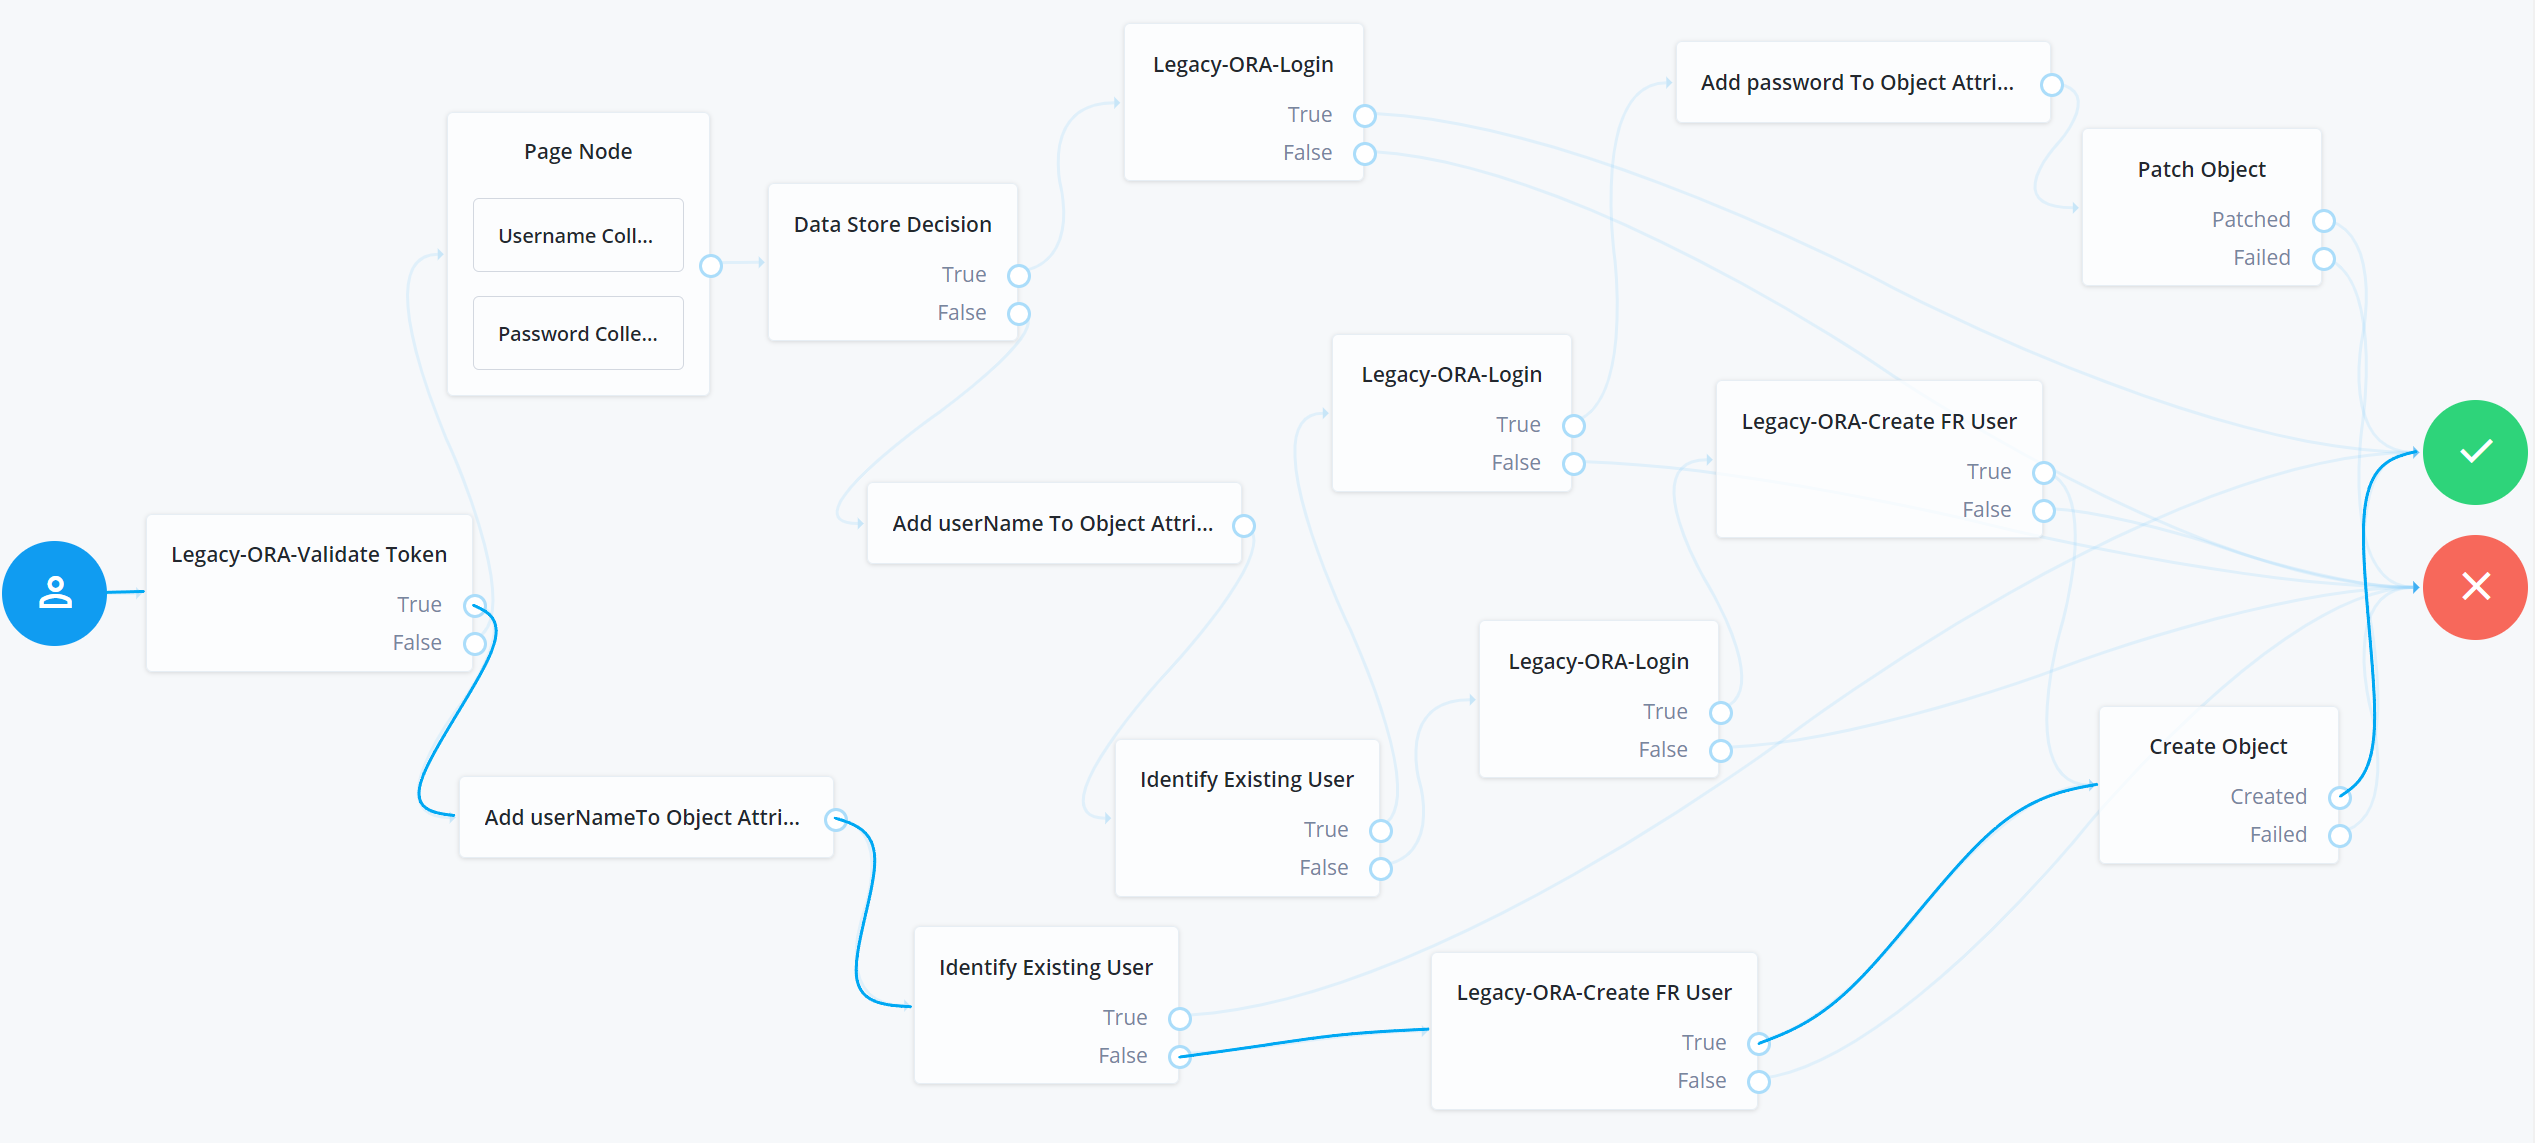 Legacy-ORA-Login
True
False
Add password To Object Attri...
Page Node
Username Coll...
Password Colle...
Patch Object
Patched
Failed
Data Store Decision
True
False
Legacy-ORA-Login
True
False
Legacy-ORA-Create FR User
True
False
Add userName To Object Attri...
Legacy-ORA-Validate Token
True
False
Legacy-ORA-Login
True
False
Create Object
Created
Failed
Identify Existing User
True
False
Add userNameTo Object Attri...
Identify Existing User
True
False
Legacy-ORA-Create FR User
True
False